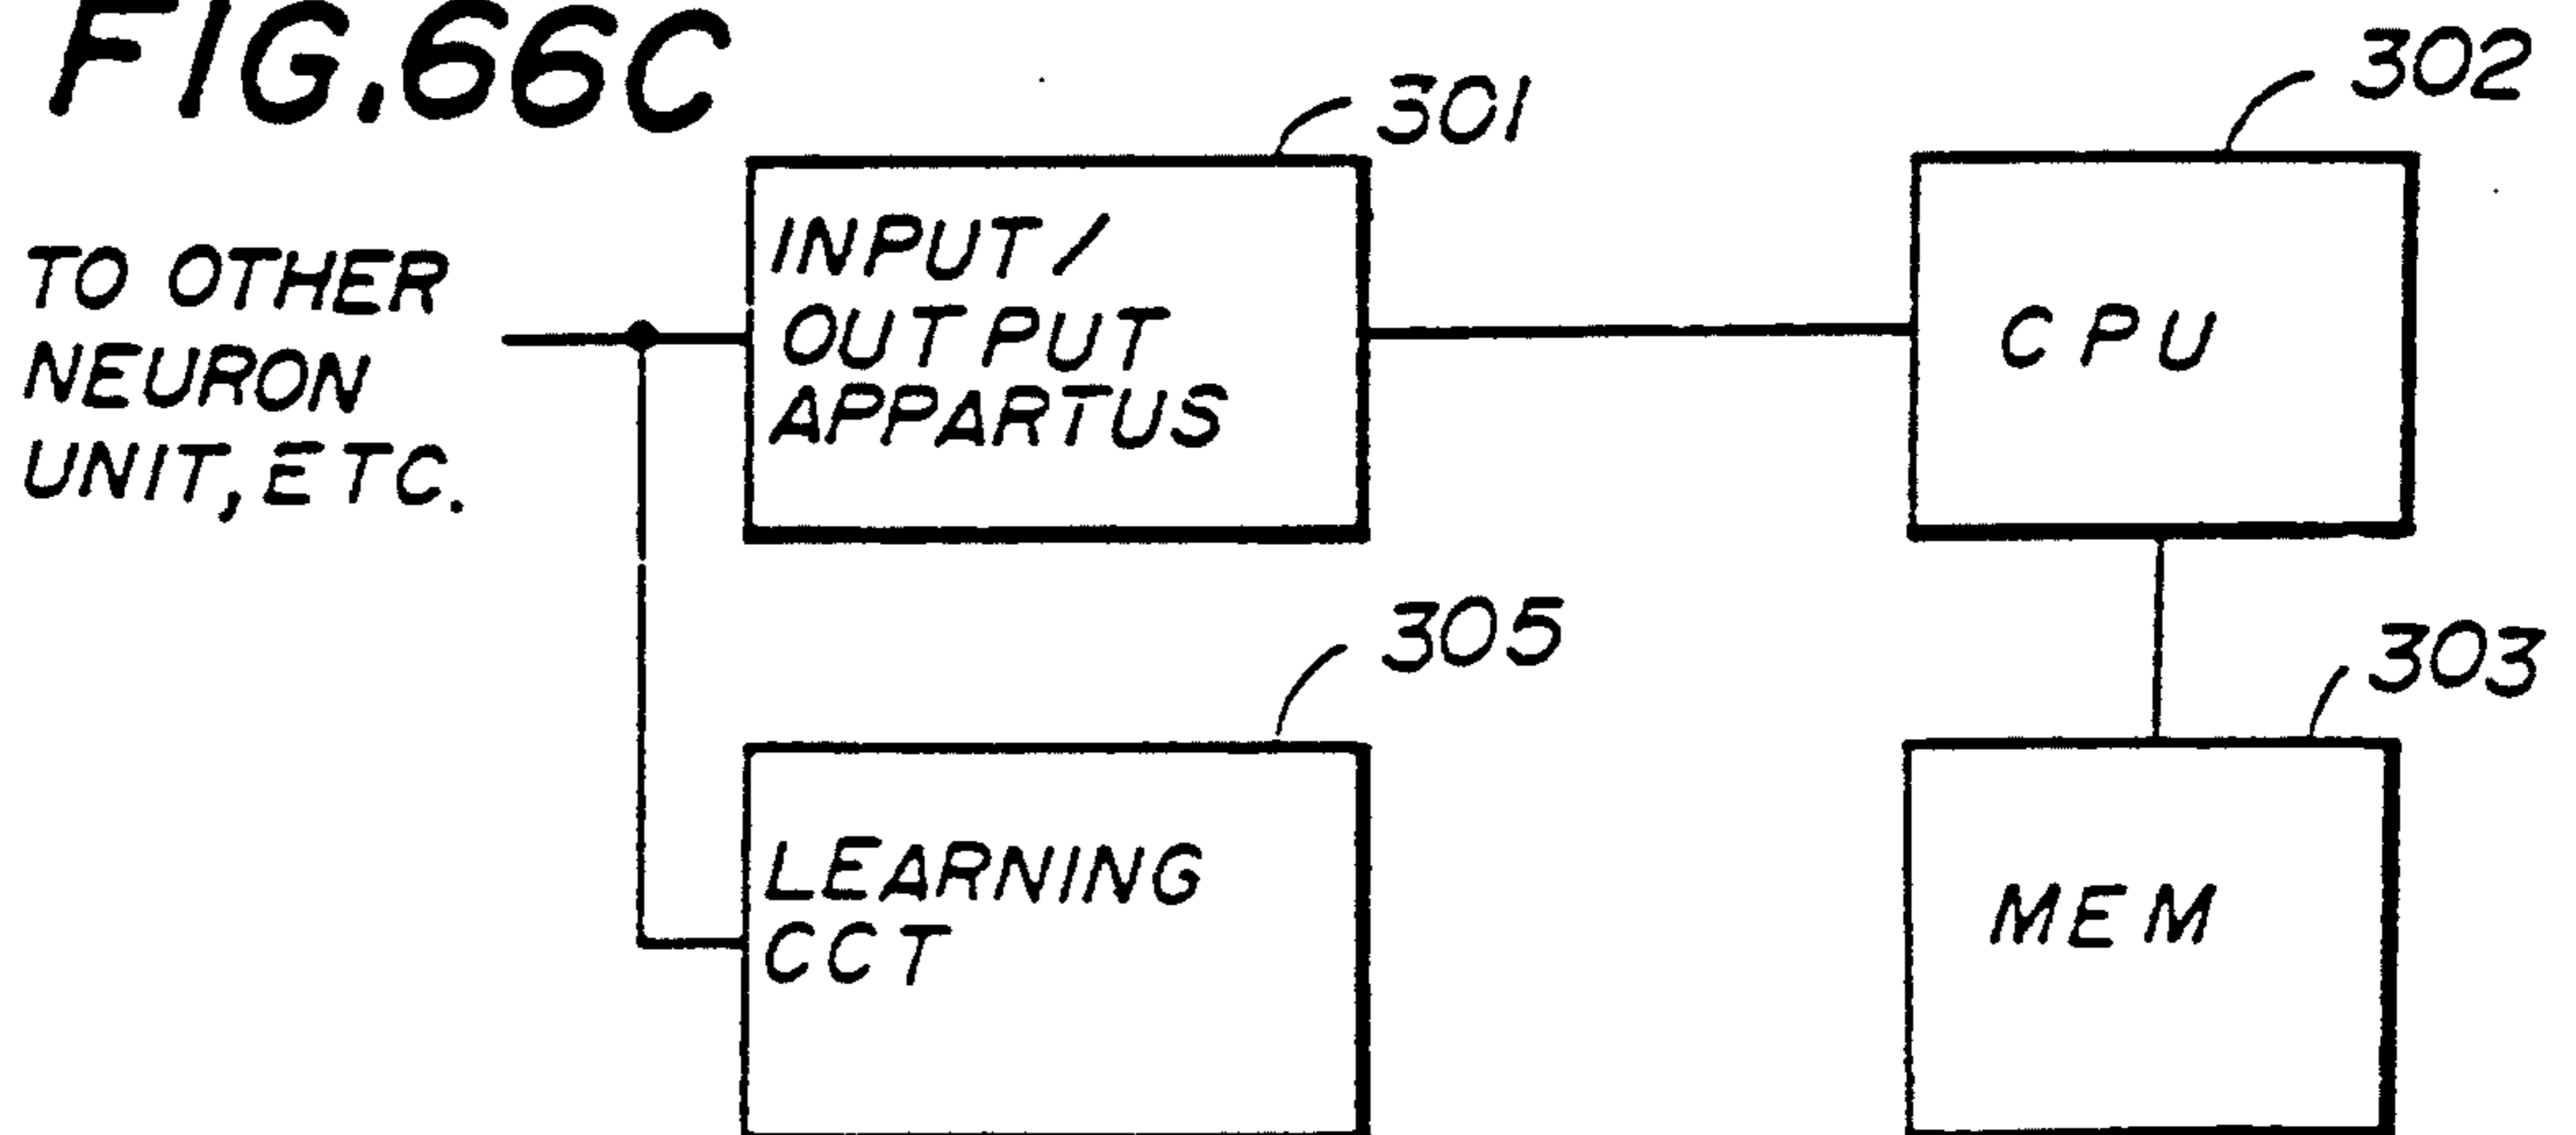 FIG.66C
301
302
TO OTHER
NEURON
UNIT,ETC.
INPUT/
OUTPUT
APPARTUS
CPU
305
303
LEARNING
CCT
MEM